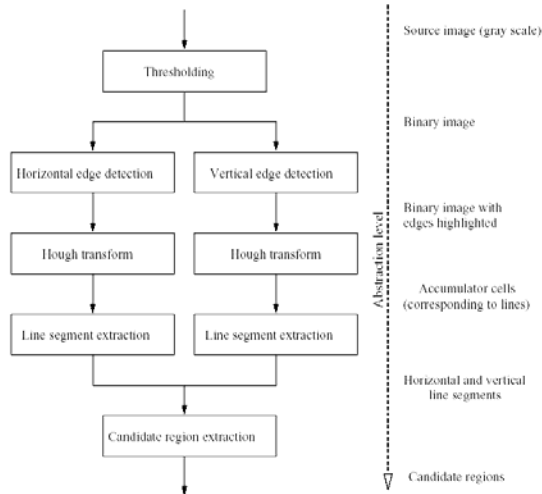 Source image (gray scale)
Thresholding
Binary image
Horizontal edge detection
Vertical edge detection
Binary image with
edges highlighted
Hough transform
Hough transform
Abstraction level
Accumulator cells
(corresponding to lines)
Line segment extraction
Line segment extraction
Horizontal and vertical
line segments
Candidate region extraction
Candidate regions